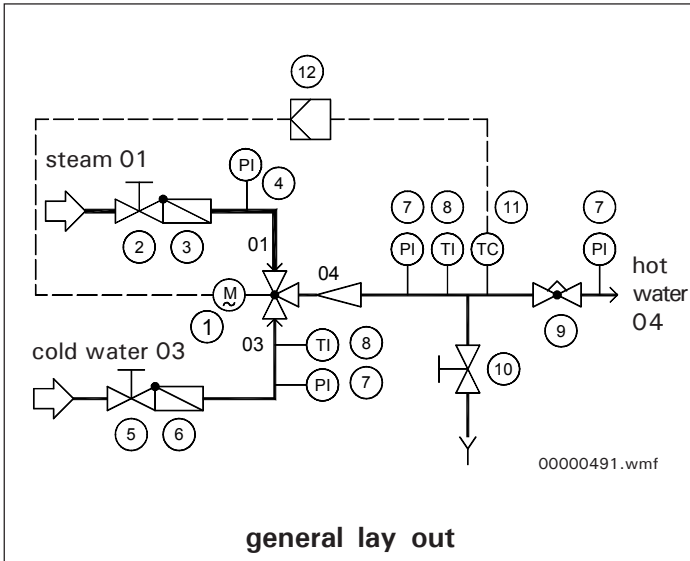 12
steam 01
PI
4
7
8
11
7
2
3
01
PI
TI
TC
PI
hot
water
04
04
M
1
9
cold water 03
03
TI
8
PI
7
10
5
6
00000491.wmf
general lay out